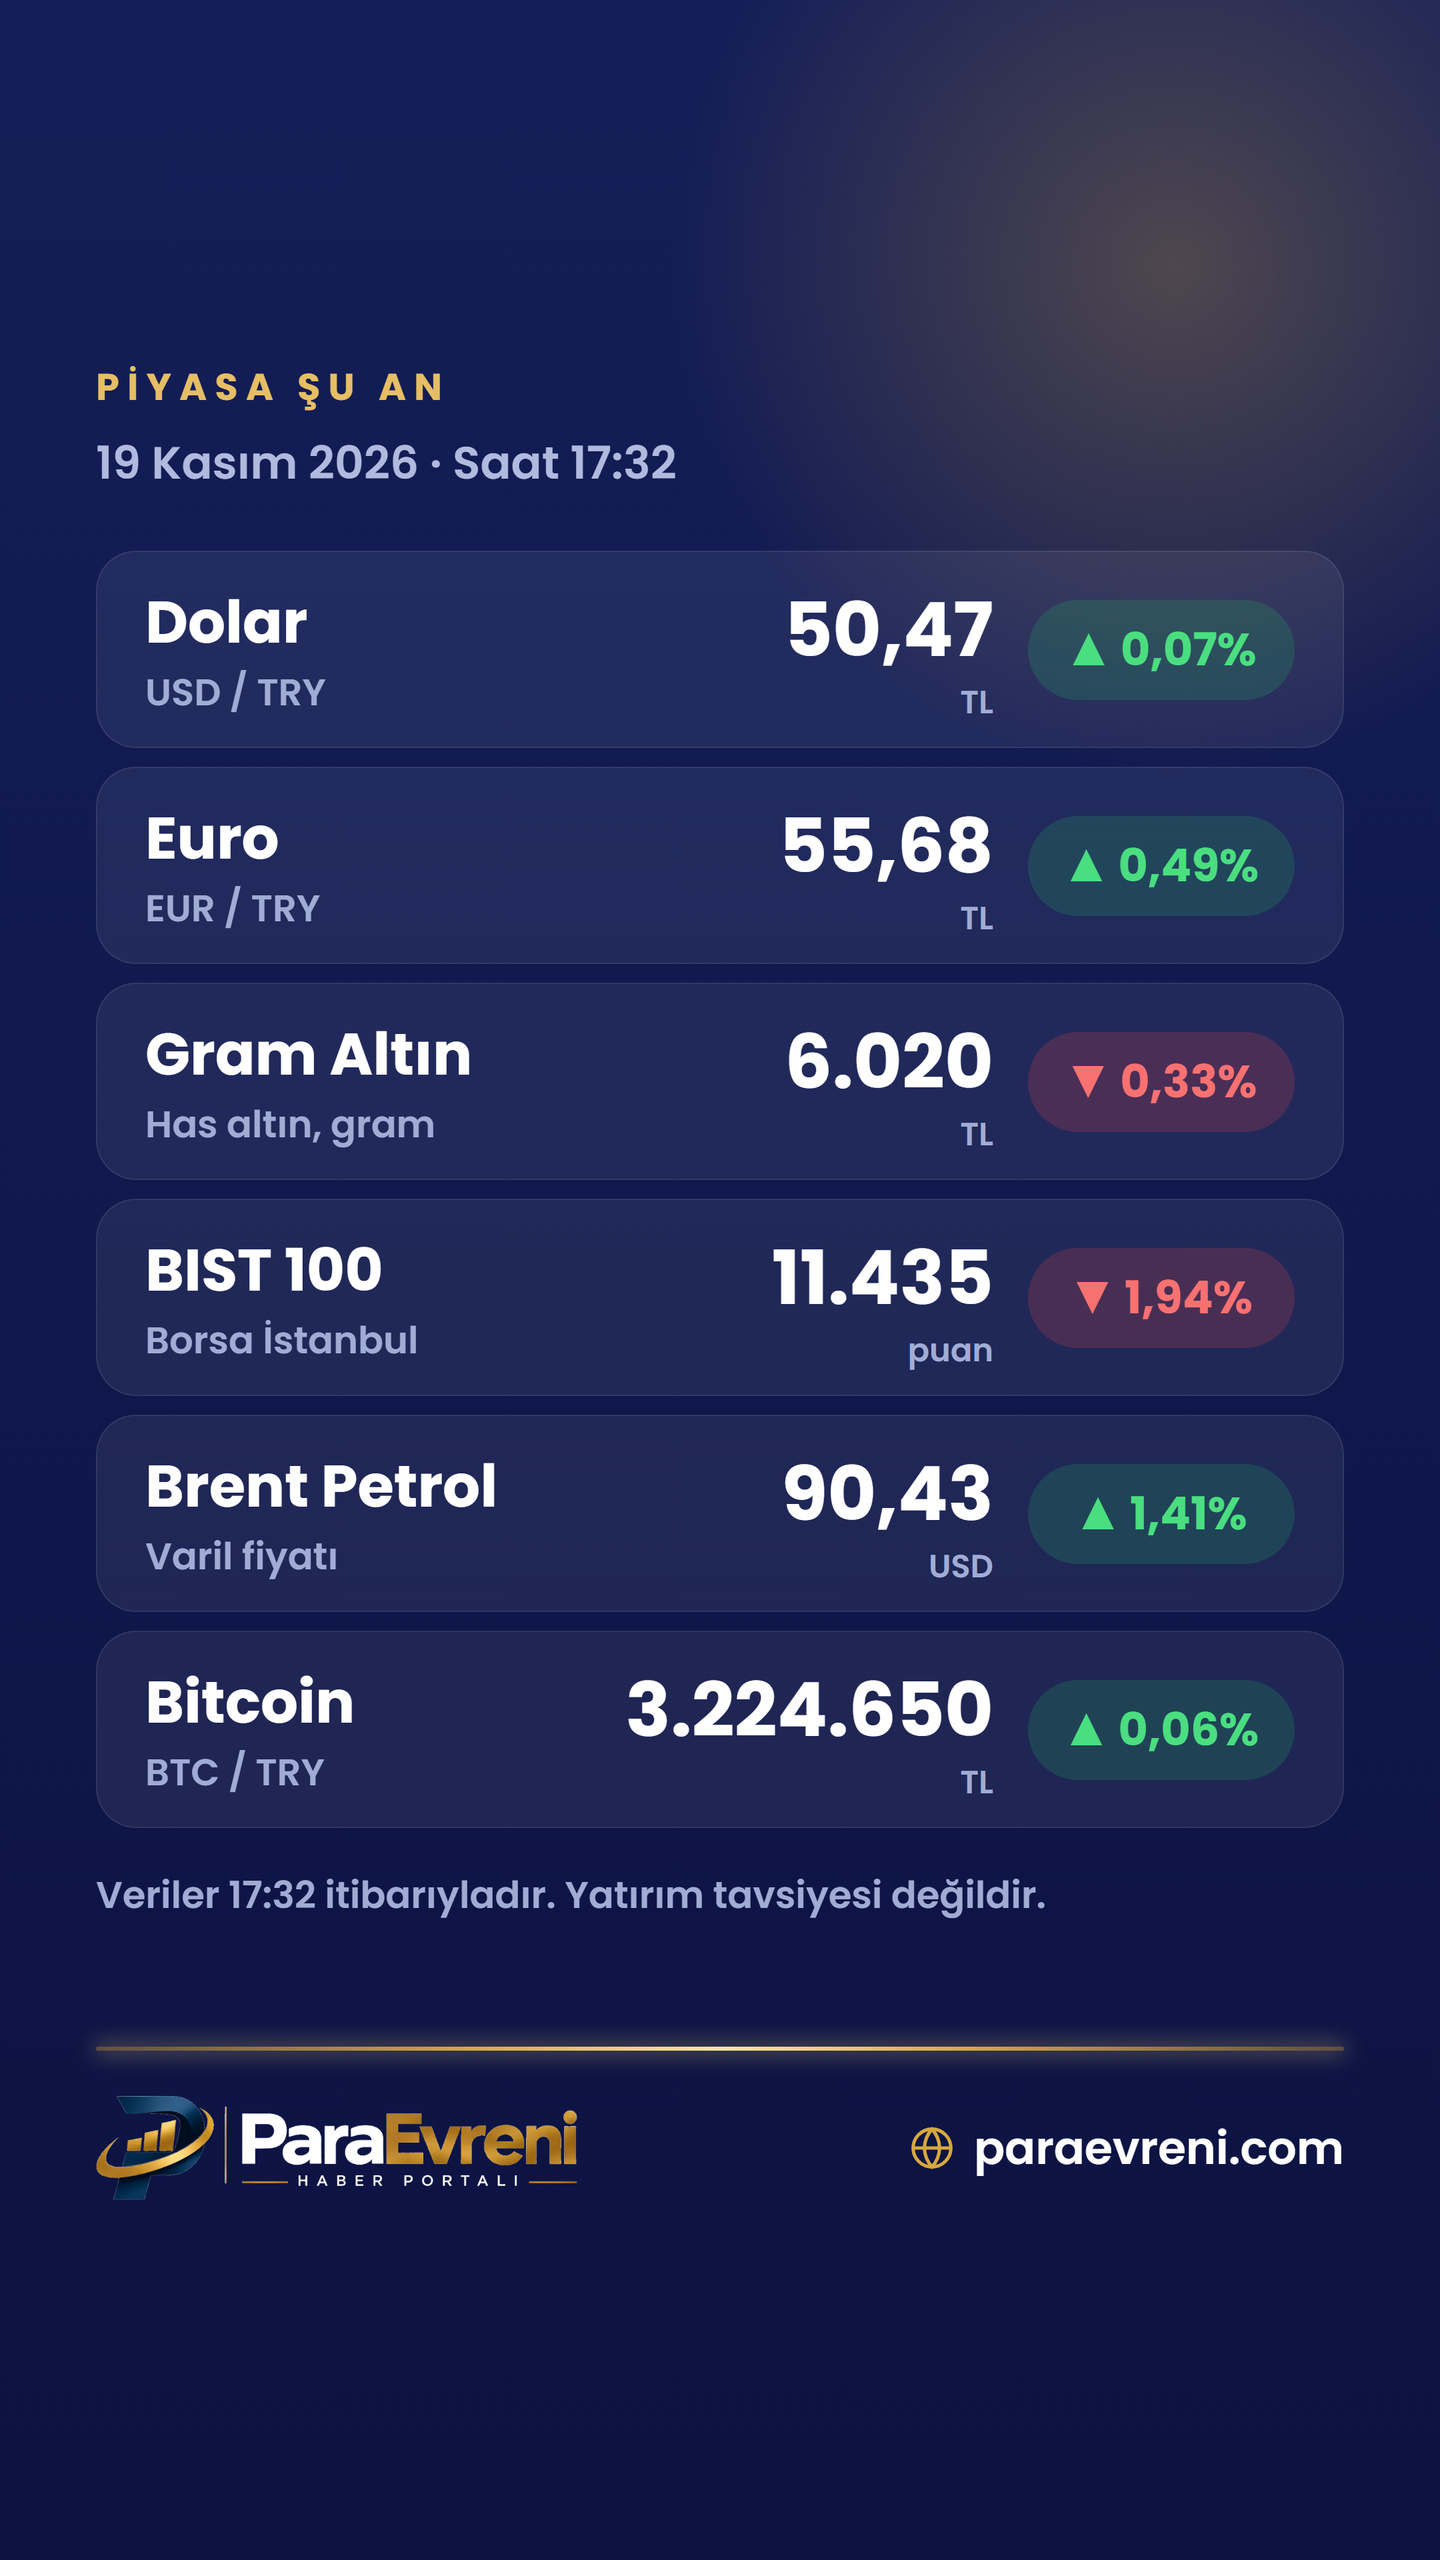 PİYASA ŞU AN
19 Kasım 2026 · Saat 17:32
Dolar
USD / TRY
50,47
TL
▲ 0,07%
Euro
EUR / TRY
55,68
TL
▲ 0,49%
Gram Altın
Has altın, gram
6.020
TL
▼ 0,33%
BIST 100
Borsa İstanbul
11.435
puan
▼ 1,94%
Brent Petrol
Varil fiyatı
90,43
USD
▲ 1,41%
Bitcoin
BTC / TRY
3.224.650
TL
▲ 0,06%
Veriler 17:32 itibarıyladır. Yatırım tavsiyesi değildir.
ParaEvreni
HABER PORTALI
paraevreni.com